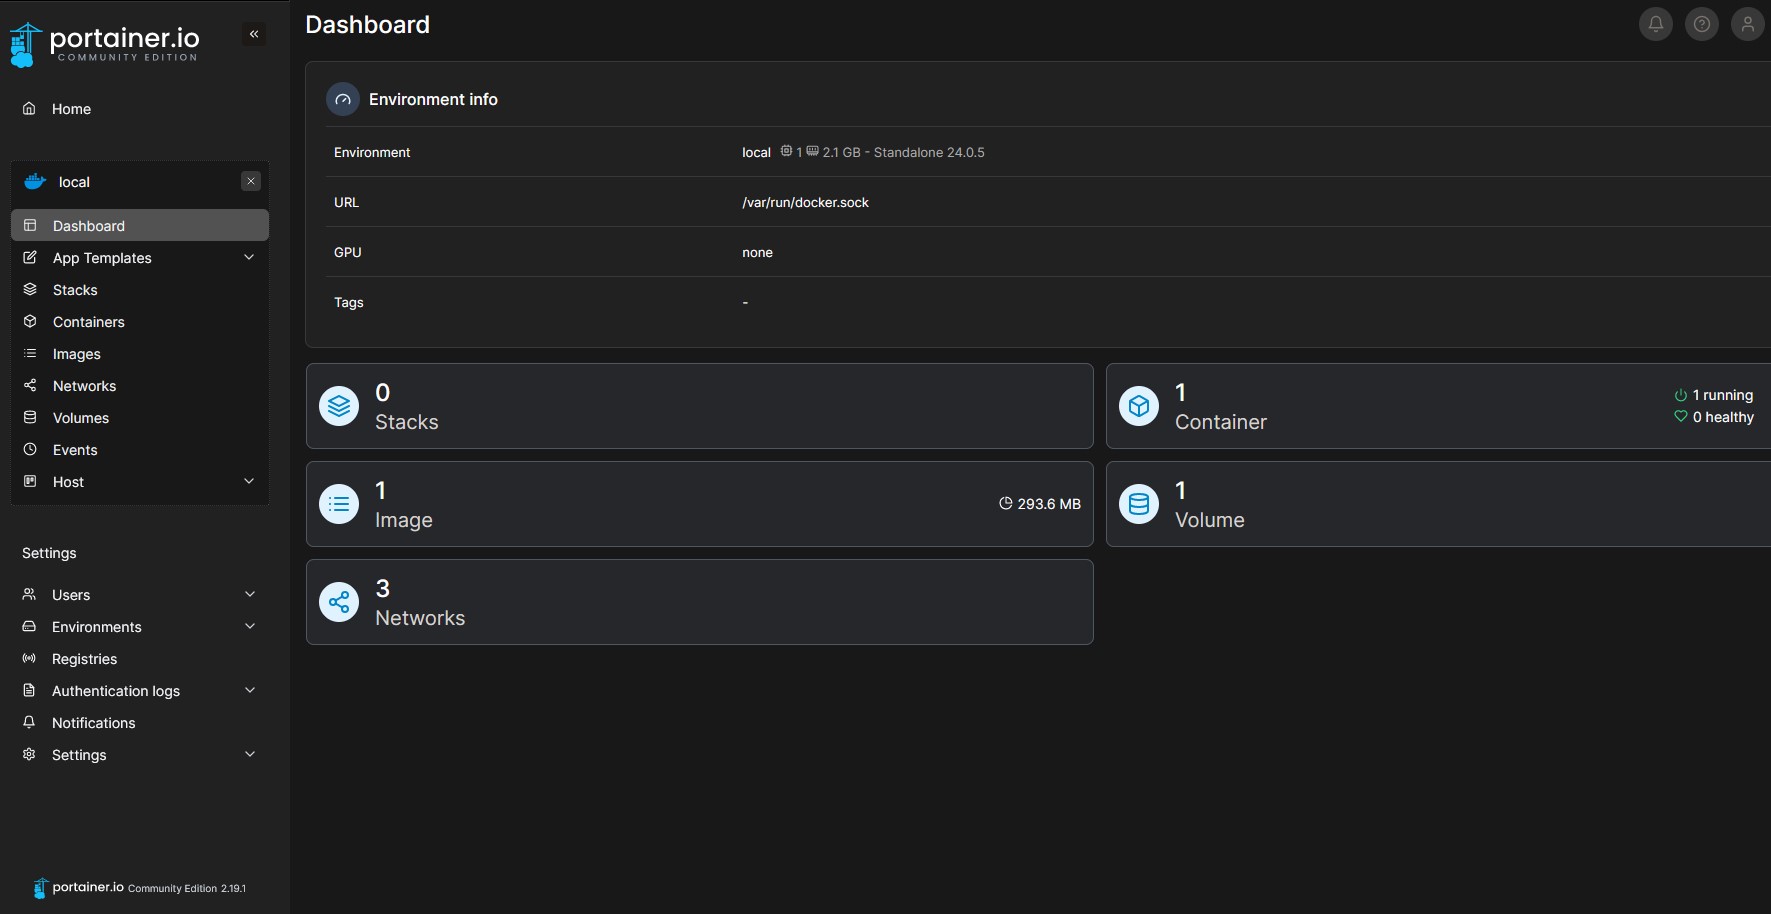 portainer.io
COMMUNITY EDITION
«
Home
local
Dashboard
App Templates
Stacks
Containers
Images
Networks
Volumes
Events
Host
Settings
Users
Environments
Registries
Authentication logs
Notifications
Settings
portainer.io Community Edition 2.19.1
Dashboard
Environment info
Environment local 1 2.1 GB - Standalone 24.0.5
URL /var/run/docker.sock
GPU none
Tags -
0
Stacks
1
Container
1 running
0 healthy
1
Image
293.6 MB
1
Volume
3
Networks